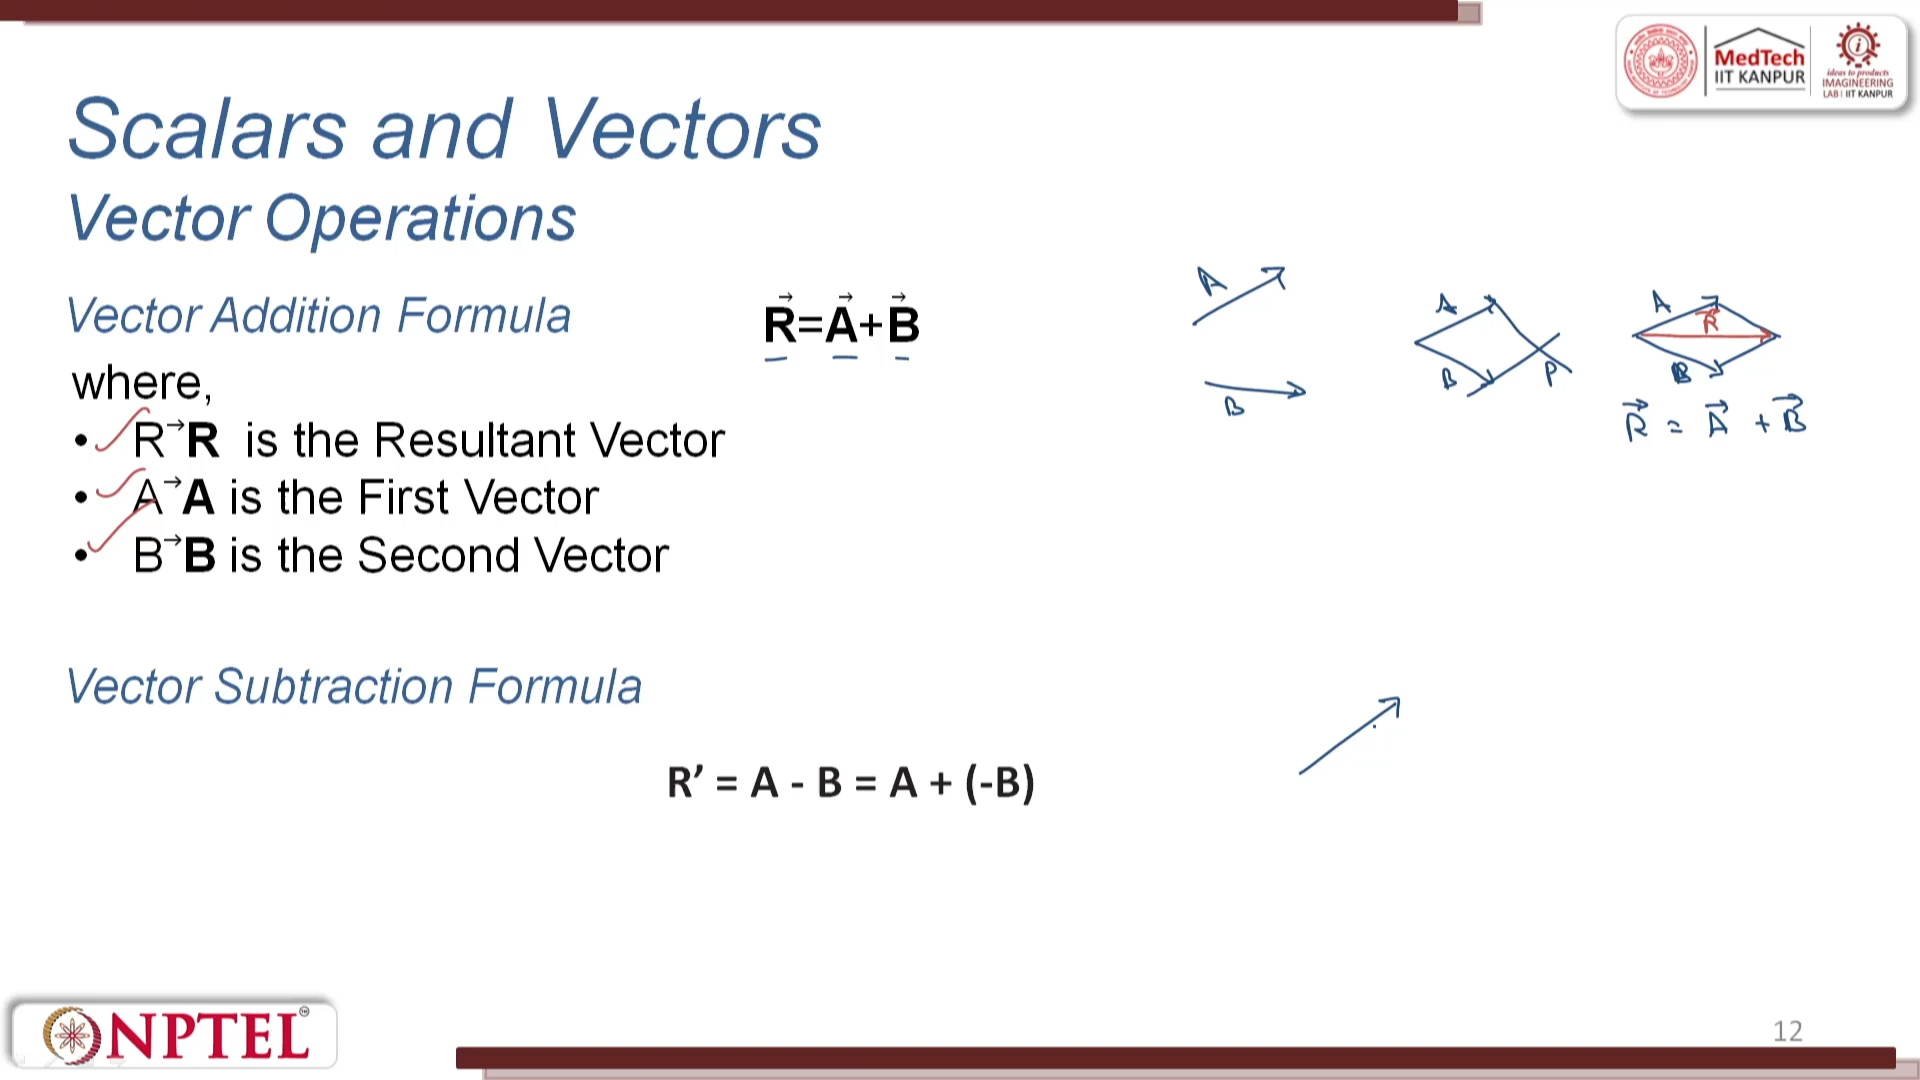 MedTech
IIT KANPUR
ideas to products
IMAGINEERING
LAB | IIT KANPUR
Scalars and Vectors
Vector Operations
Vector Addition Formula
R⃗=A⃗+B⃗
where,
• R→R is the Resultant Vector
• A→A is the First Vector
• B→B is the Second Vector
A
B
A
B
P
A
R⃗
B
R⃗ = A⃗ + B⃗
Vector Subtraction Formula
R’ = A - B = A + (-B)
NPTEL
12